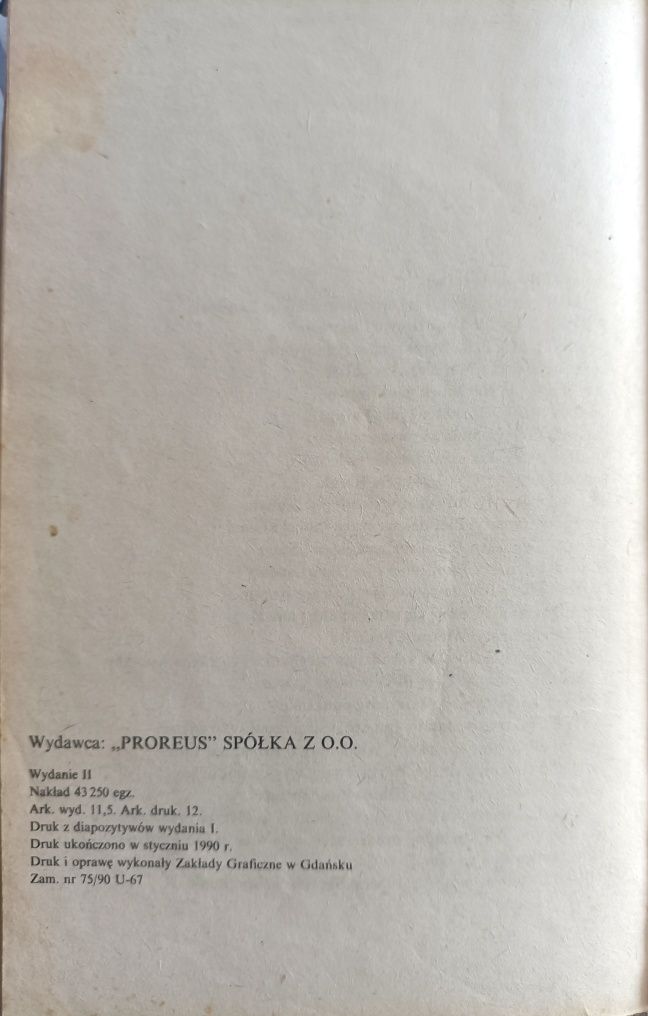 Wydawca: „PROREUS” SPÓŁKA Z O.O.
Wydanie II
Nakład 43 250 egz.
Ark. wyd. 11,5. Ark. druk. 12.
Druk z diapozytywów wydania I.
Druk ukończono w styczniu 1990 r.
Druk i oprawę wykonały Zakłady Graficzne w Gdańsku
Zam. nr 75/90 U-67